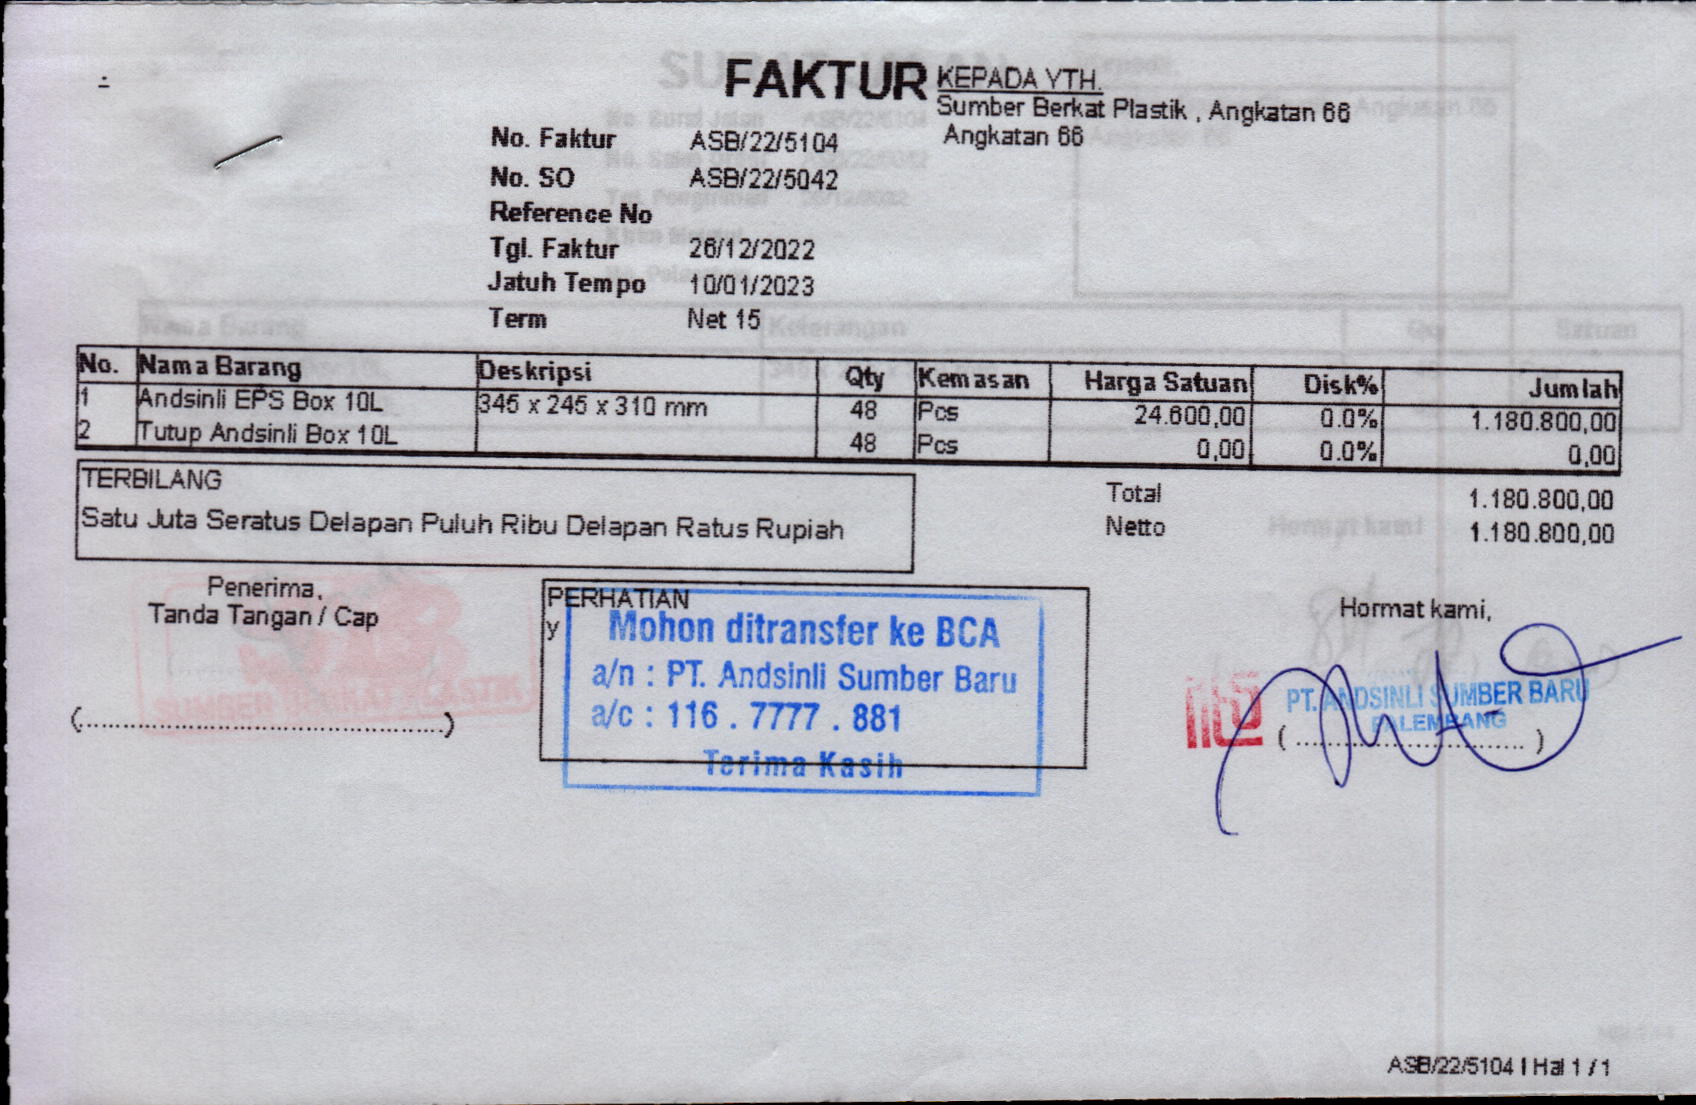 FAKTUR
KEPADA YTH.
Sumber Berkat Plastik , Angkatan 66
Angkatan 66
No. Faktur ASB/22/5104
No. SO ASB/22/5042
Reference No
Tgl. Faktur 26/12/2022
Jatuh Tempo 10/01/2023
Term Net 15
No. Nama Barang Deskripsi Qty Kemasan Harga Satuan Disk% Jumlah
1 Andsinli EPS Box 10L 345 x 245 x 310 mm 48 Pcs 24.600,00 0.0% 1.180.800,00
2 Tutup Andsinli Box 10L 48 Pcs 0,00 0.0% 0,00
TERBILANG
Satu Juta Seratus Delapan Puluh Ribu Delapan Ratus Rupiah
Total 1.180.800,00
Netto 1.180.800,00
Penerima,
Tanda Tangan / Cap
(....................................................)
SUMBER BERKAT PLASTIK
PERHATIAN
y
Mohon ditransfer ke BCA
a/n : PT. Andsinli Sumber Baru
a/c : 116 . 7777 . 881
Terima Kasih
Hormat kami,
PT. ANDSINLI SUMBER BARU
PALEMBANG
( ................................ )
ASB/22/5104 | Hal 1 / 1